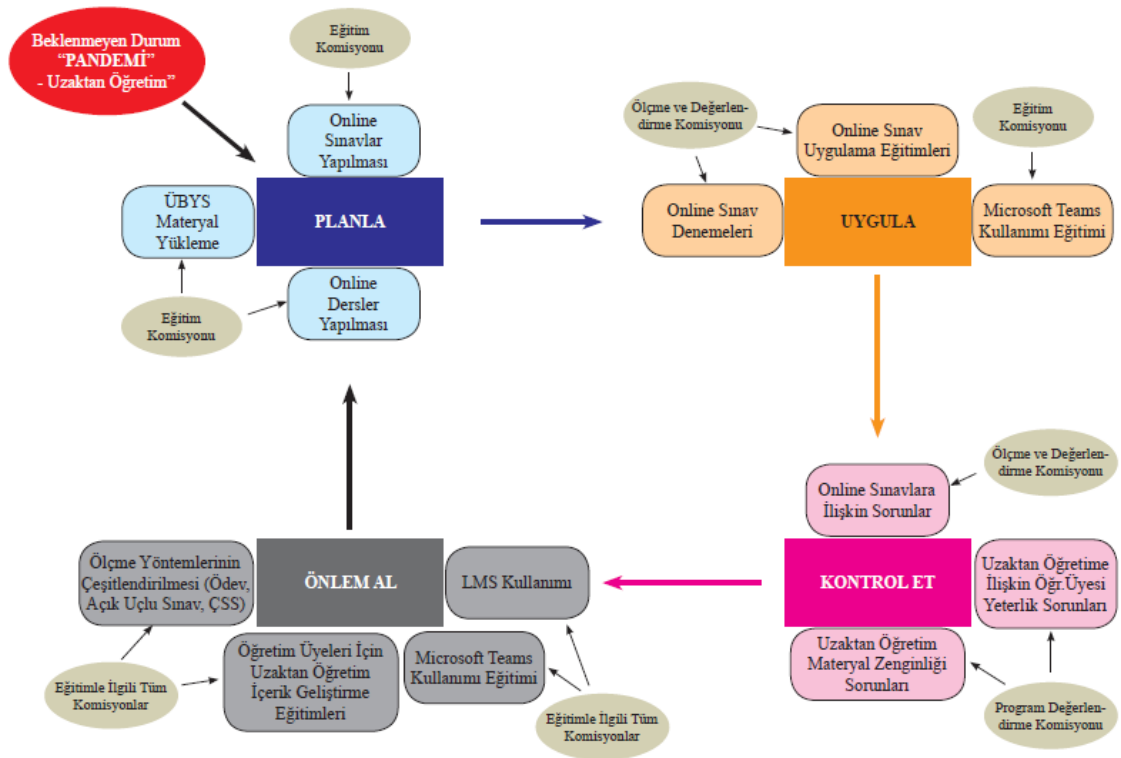 Beklenmeyen Durum
“PANDEMİ”
- Uzaktan Öğretim”
Eğitim
Komisyonu
Online
Sınavlar
Yapılması
ÜBYS
Materyal
Yükleme
PLANLA
Online
Dersler
Yapılması
Eğitim
Komisyonu
Ölçme ve Değerlen-
dirme Komisyonu
Online Sınav
Uygulama Eğitimleri
Eğitim
Komisyonu
Online Sınav
Denemeleri
UYGULA
Microsoft Teams
Kullanımı Eğitimi
Ölçme ve Değerlen-
dirme Komisyonu
Online Sınavlara
İlişkin Sorunlar
KONTROL ET
Uzaktan Öğretime
İlişkin Öğr.Üyesi
Yeterlik Sorunları
Uzaktan Öğretim
Materyal Zenginliği
Sorunları
Program Değerlen-
dirme Komisyonu
Ölçme Yöntemlerinin
Çeşitlendirilmesi (Ödev,
Açık Uçlu Sınav, ÇSS)
ÖNLEM AL
LMS Kullanımı
Öğretim Üyeleri İçin
Uzaktan Öğretim
İçerik Geliştirme
Eğitimleri
Microsoft Teams
Kullanımı Eğitimi
Eğitimle İlgili Tüm
Komisyonlar
Eğitimle İlgili Tüm
Komisyonlar